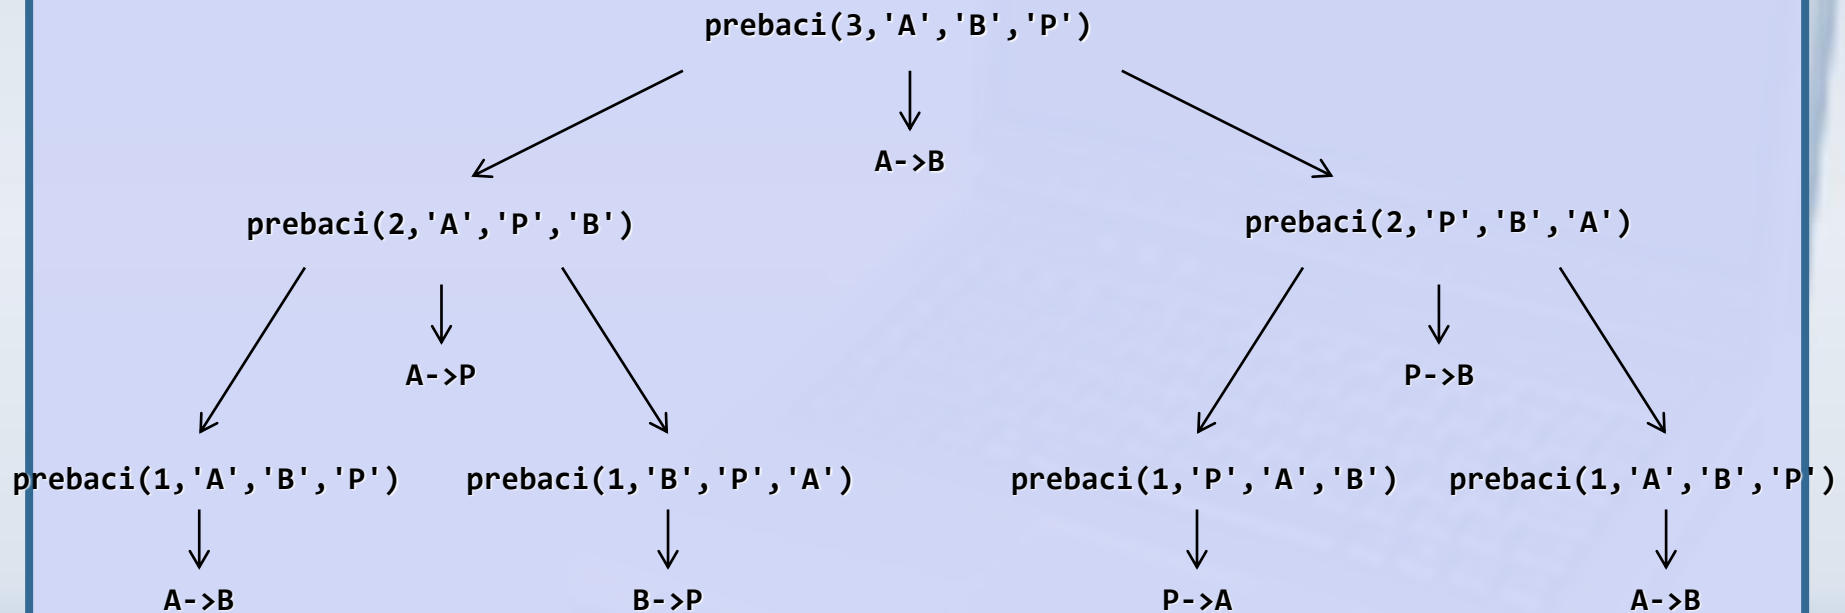 prebaci(3,'A','B','P')
A->B
prebaci(2,'A','P','B')
prebaci(2,'P','B','A')
A->P
P->B
prebaci(1,'A','B','P')
prebaci(1,'B','P','A')
prebaci(1,'P','A','B')
prebaci(1,'A','B','P')
A->B
B->P
P->A
A->B